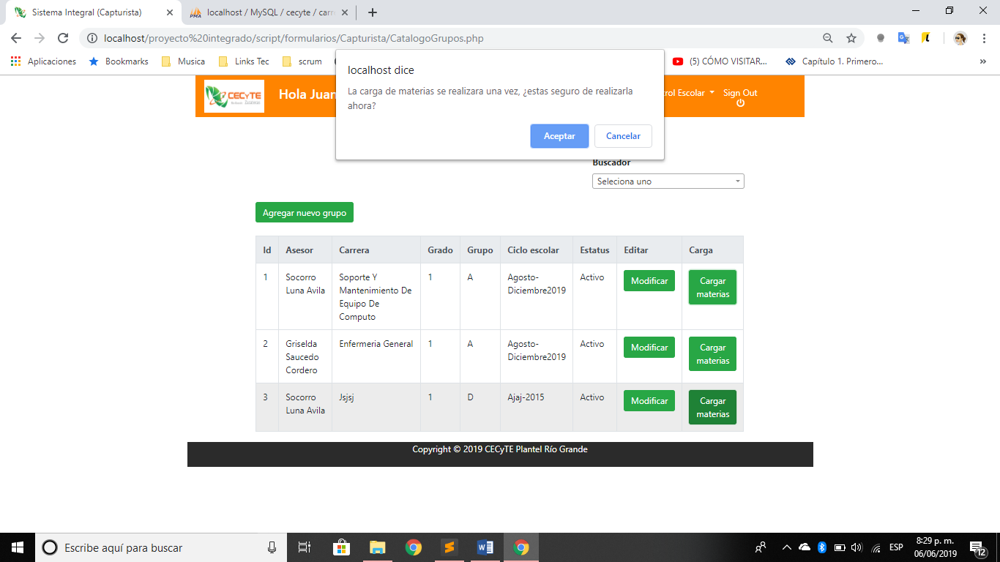 Sistema Integral (Capturista)
localhost / MySQL / cecyte / carr
localhost/proyecto%20integrado/script/formularios/Capturista/CatalogoGrupos.php
Aplicaciones
Bookmarks
Musica
Links Tec
scrum
(5) CÓMO VISITAR...
Capítulo 1. Primero...
»
localhost dice
La carga de materias se realizara una vez, ¿estas seguro de realizarla
ahora?
Aceptar
Cancelar
CECyTE
Hola Juan
rol Escolar
Sign Out
Buscador
Seleciona uno
Agregar nuevo grupo
Id Asesor Carrera Grado Grupo Ciclo escolar Estatus Editar Carga
1 Socorro Luna Avila Soporte Y Mantenimiento De Equipo De Computo 1 A Agosto-Diciembre2019 Activo Modificar Cargar materias
2 Griselda Saucedo Cordero Enfermeria General 1 A Agosto-Diciembre2019 Activo Modificar Cargar materias
3 Socorro Luna Avila Jsjsj 1 D Ajaj-2015 Activo Modificar Cargar materias
Copyright © 2019 CECyTE Plantel Río Grande
Escribe aquí para buscar
ESP
8:29 p. m.
06/06/2019
12